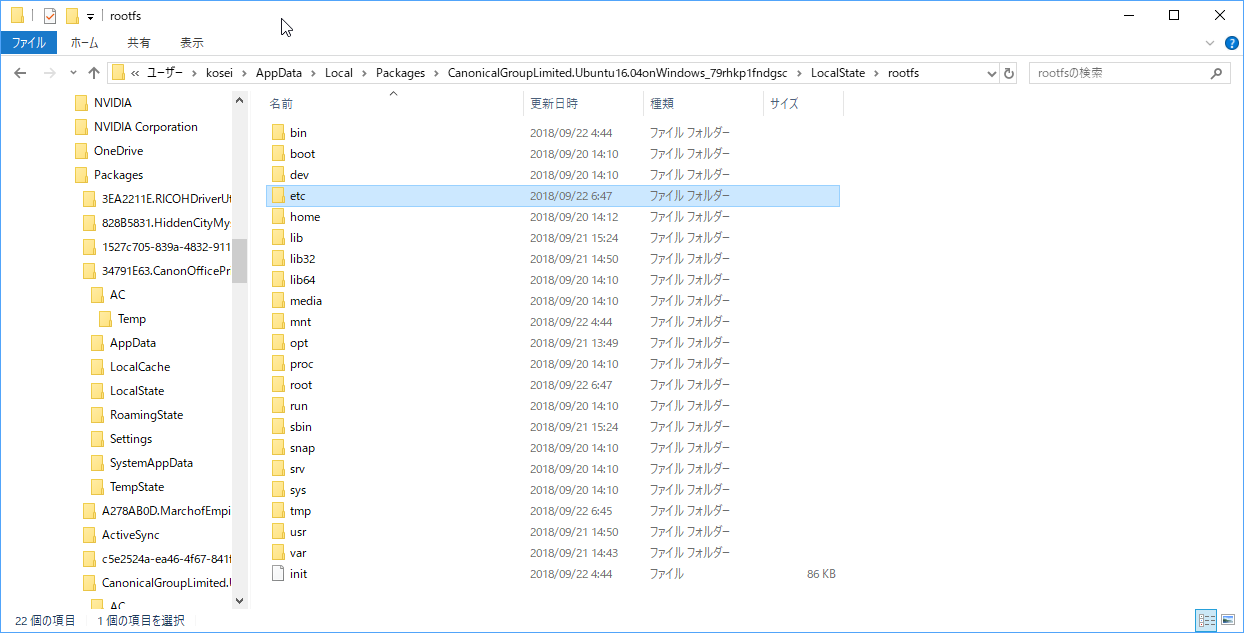 rootfs
ファイル ホーム 共有 表示
« ユーザー › kosei › AppData › Local › Packages › CanonicalGroupLimited.Ubuntu16.04onWindows_79rhkp1fndgsc › LocalState › rootfs
rootfsの検索
NVIDIA
NVIDIA Corporation
OneDrive
Packages
3EA2211E.RICOHDriverUt
828B5831.HiddenCityMy
1527c705-839a-4832-911
34791E63.CanonOfficePr
AC
Temp
AppData
LocalCache
LocalState
RoamingState
Settings
SystemAppData
TempState
A278AB0D.MarchofEmpi
ActiveSync
c5e2524a-ea46-4f67-841f
CanonicalGroupLimited.U
AC
名前 更新日時 種類 サイズ
bin 2018/09/22 4:44 ファイル フォルダー
boot 2018/09/20 14:10 ファイル フォルダー
dev 2018/09/20 14:10 ファイル フォルダー
etc 2018/09/22 6:47 ファイル フォルダー
home 2018/09/20 14:12 ファイル フォルダー
lib 2018/09/21 15:24 ファイル フォルダー
lib32 2018/09/21 14:50 ファイル フォルダー
lib64 2018/09/20 14:10 ファイル フォルダー
media 2018/09/20 14:10 ファイル フォルダー
mnt 2018/09/22 4:44 ファイル フォルダー
opt 2018/09/21 13:49 ファイル フォルダー
proc 2018/09/20 14:10 ファイル フォルダー
root 2018/09/22 6:47 ファイル フォルダー
run 2018/09/20 14:10 ファイル フォルダー
sbin 2018/09/21 15:24 ファイル フォルダー
snap 2018/09/20 14:10 ファイル フォルダー
srv 2018/09/20 14:10 ファイル フォルダー
sys 2018/09/20 14:10 ファイル フォルダー
tmp 2018/09/22 6:45 ファイル フォルダー
usr 2018/09/21 14:50 ファイル フォルダー
var 2018/09/21 14:43 ファイル フォルダー
init 2018/09/22 4:44 ファイル 86 KB
22 個の項目 1 個の項目を選択